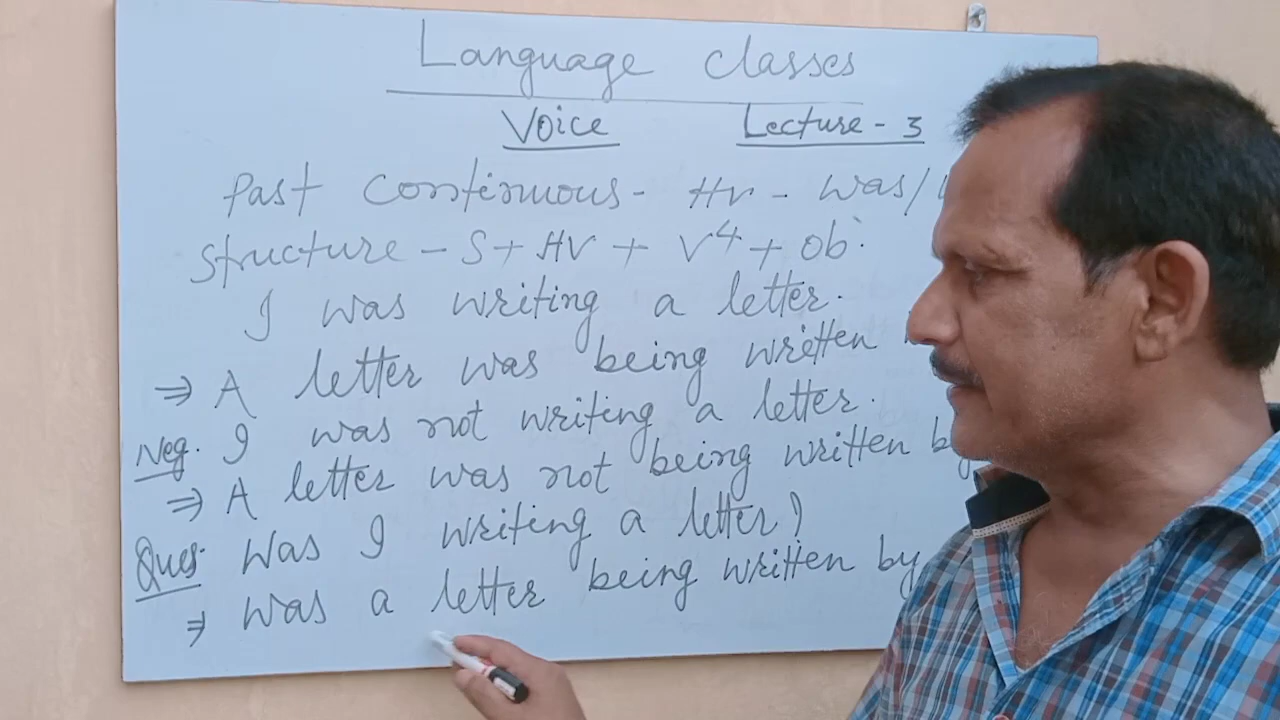 Language classes
Voice Lecture - 3
Past Continuous - Hv - was/
structure - S + HV + V4 + ob.
I was writing a letter.
⇒ A letter was being written
Neg. I was not writing a letter.
⇒ A letter was not being written by
Ques. Was I writing a letter?
⇒ was a letter being written by